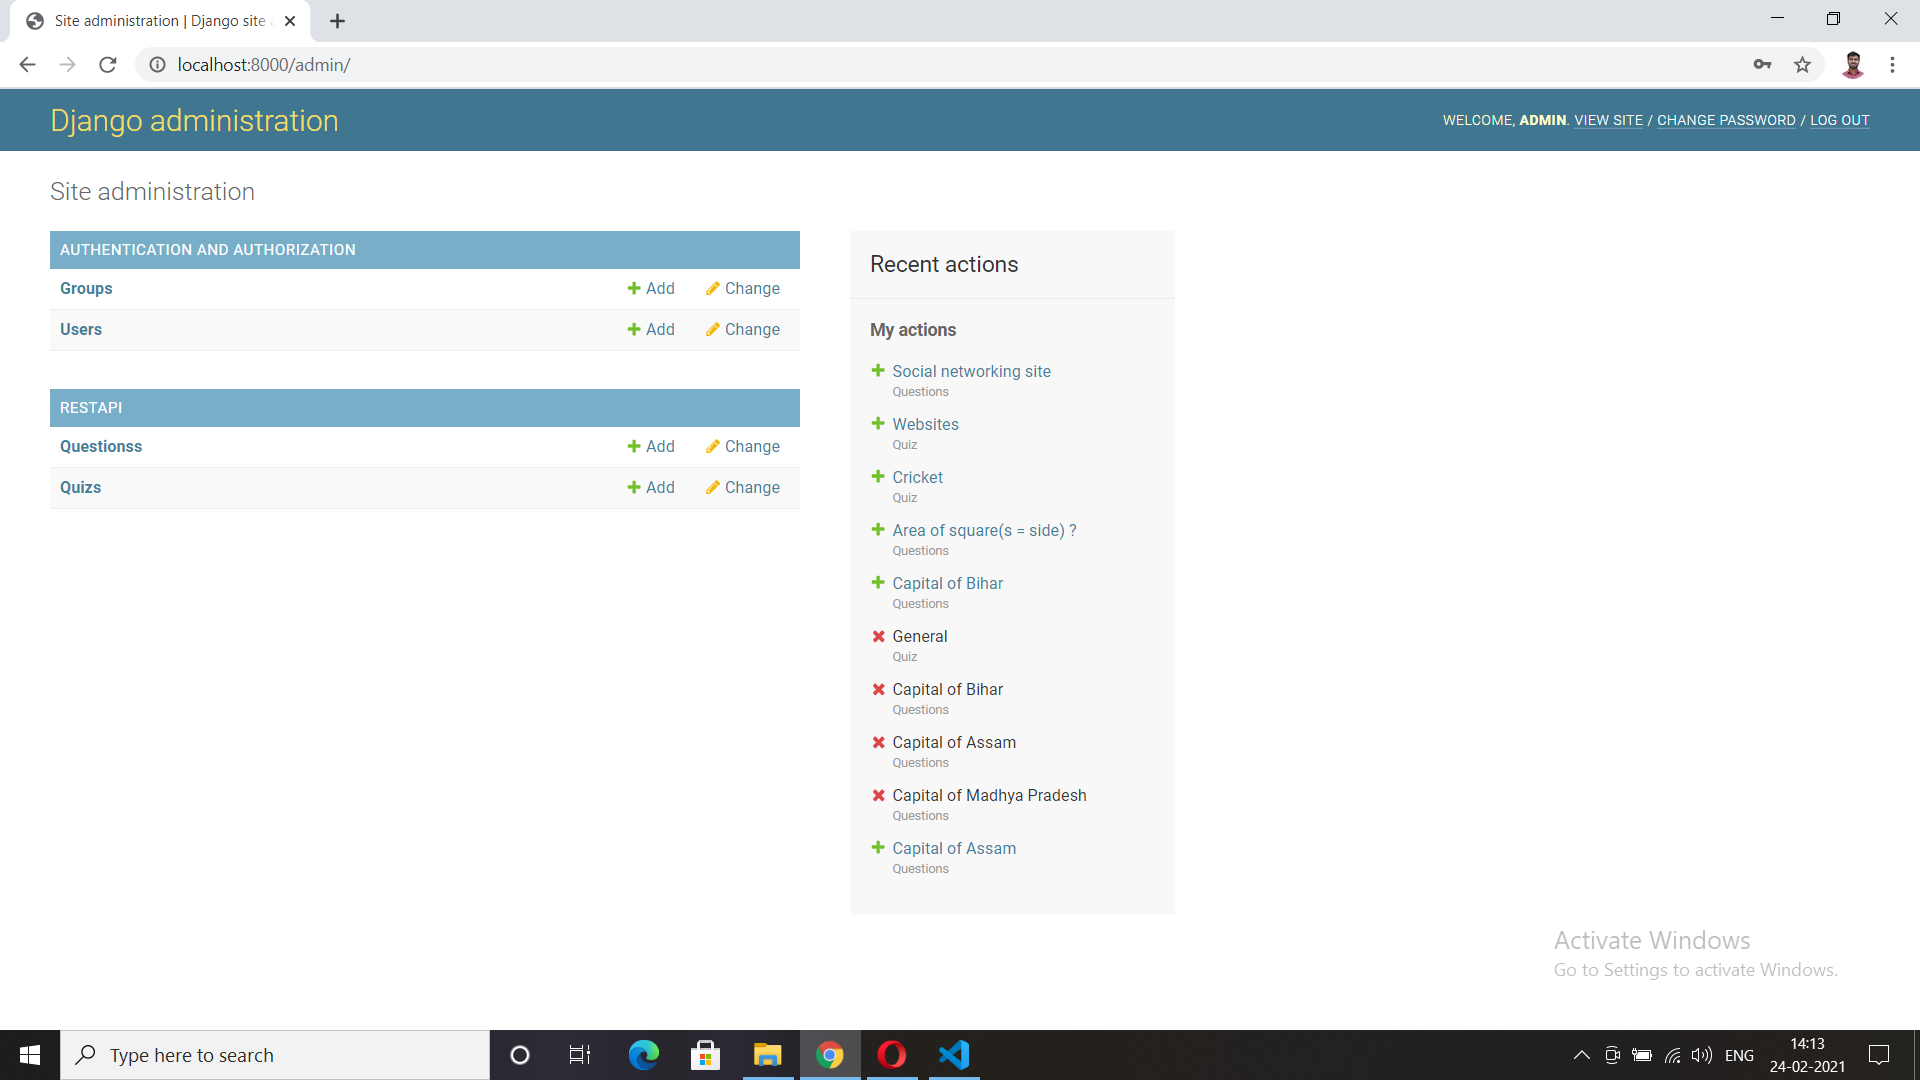 Site administration | Django site
localhost:8000/admin/
Django administration
WELCOME, ADMIN. VIEW SITE / CHANGE PASSWORD / LOG OUT
Site administration
AUTHENTICATION AND AUTHORIZATION
Groups Add Change
Users Add Change
RESTAPI
Questionss Add Change
Quizs Add Change
Recent actions
My actions
Social networking site
Questions
Websites
Quiz
Cricket
Quiz
Area of square(s = side) ?
Questions
Capital of Bihar
Questions
General
Quiz
Capital of Bihar
Questions
Capital of Assam
Questions
Capital of Madhya Pradesh
Questions
Capital of Assam
Questions
Activate Windows
Go to Settings to activate Windows.
Type here to search
ENG
14:13
24-02-2021